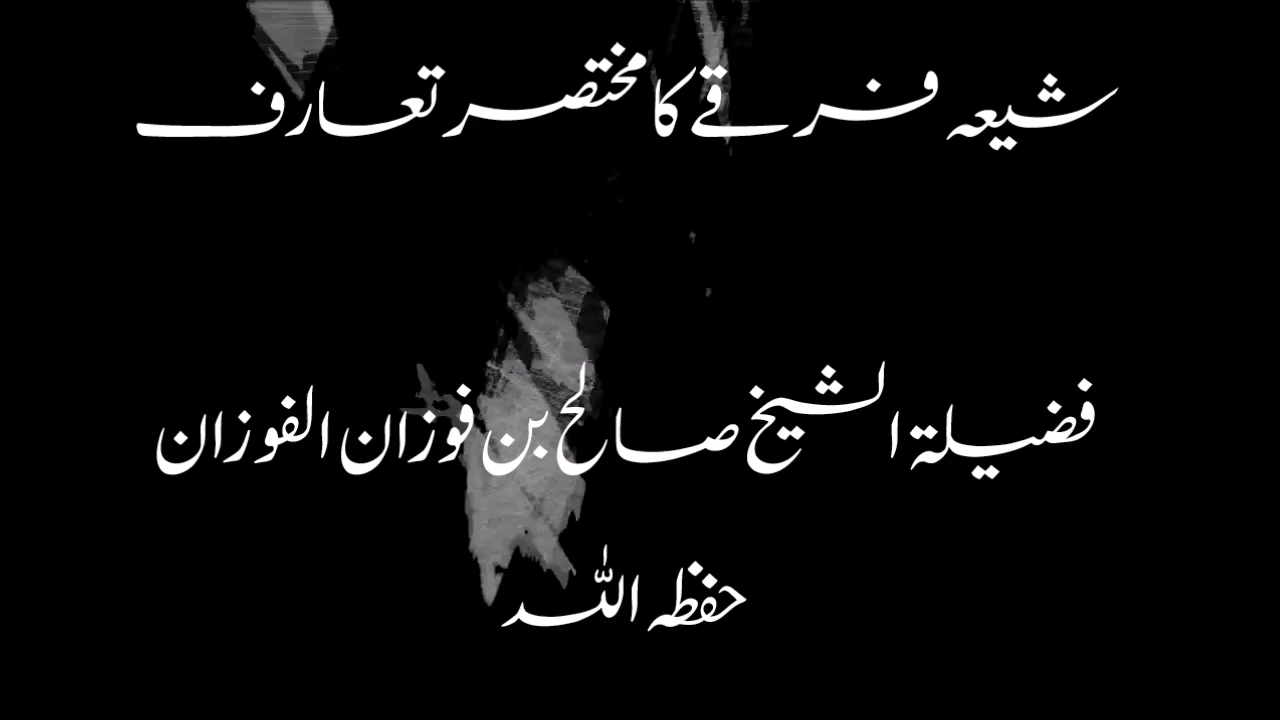 شیعہ فرقے کا مختصر تعارف
فضیلۃ الشیخ صالح بن فوزان الفوزان
حفظہ اللہ